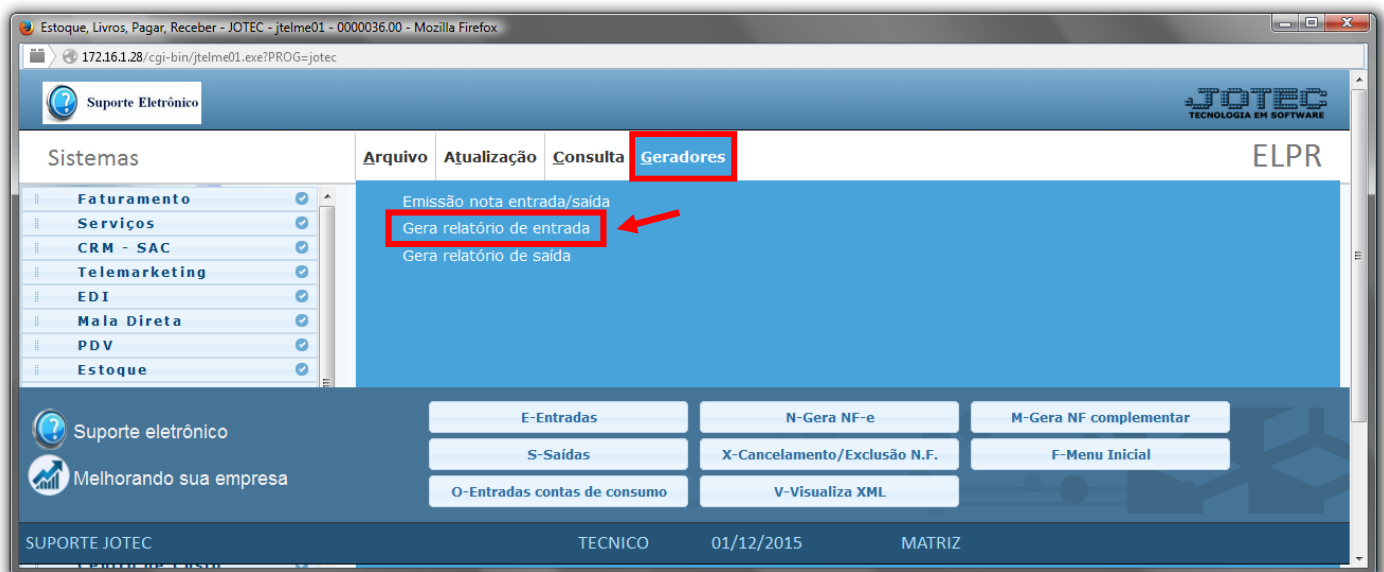 Estoque, Livros, Pagar, Receber - JOTEC - jtelme01 - 0000036.00 - Mozilla Firefox
172.16.1.28/cgi-bin/jtelme01.exe?PROG=jotec
Suporte Eletrônico
JOTEC
TECNOLOGIA EM SOFTWARE
Sistemas
Arquivo Atualização Consulta Geradores
ELPR
Faturamento
Serviços
CRM - SAC
Telemarketing
EDI
Mala Direta
PDV
Estoque
Emissão nota entrada/saída
Gera relatório de entrada
Gera relatório de saída
Suporte eletrônico
Melhorando sua empresa
E-Entradas N-Gera NF-e M-Gera NF complementar
S-Saídas X-Cancelamento/Exclusão N.F. F-Menu Inicial
O-Entradas contas de consumo V-Visualiza XML
SUPORTE JOTEC TECNICO 01/12/2015 MATRIZ